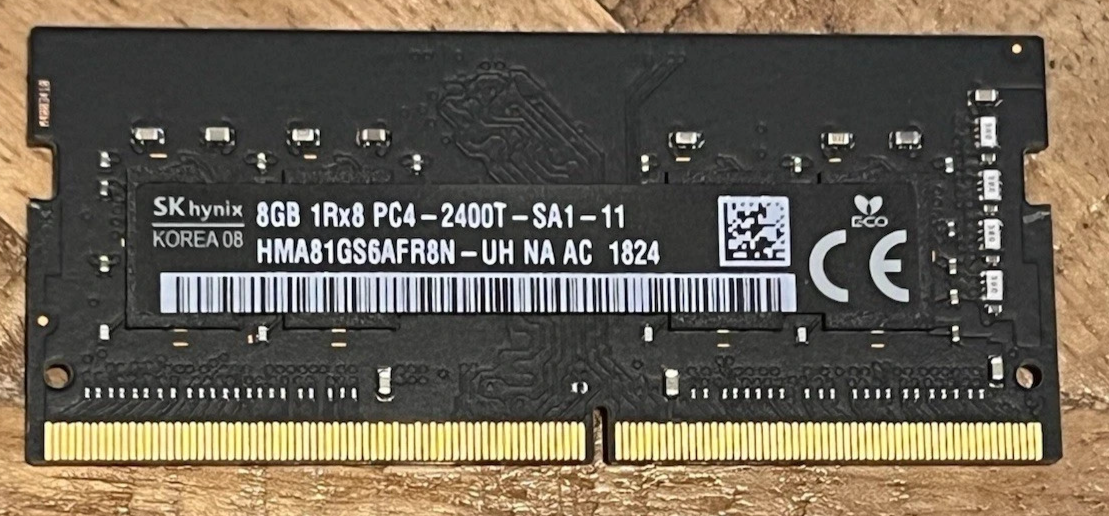 SK hynix
KOREA 08
8GB 1Rx8 PC4-2400T-SA1-11
HMA81GS6AFR8N-UH NA AC 1824
ECO
CE